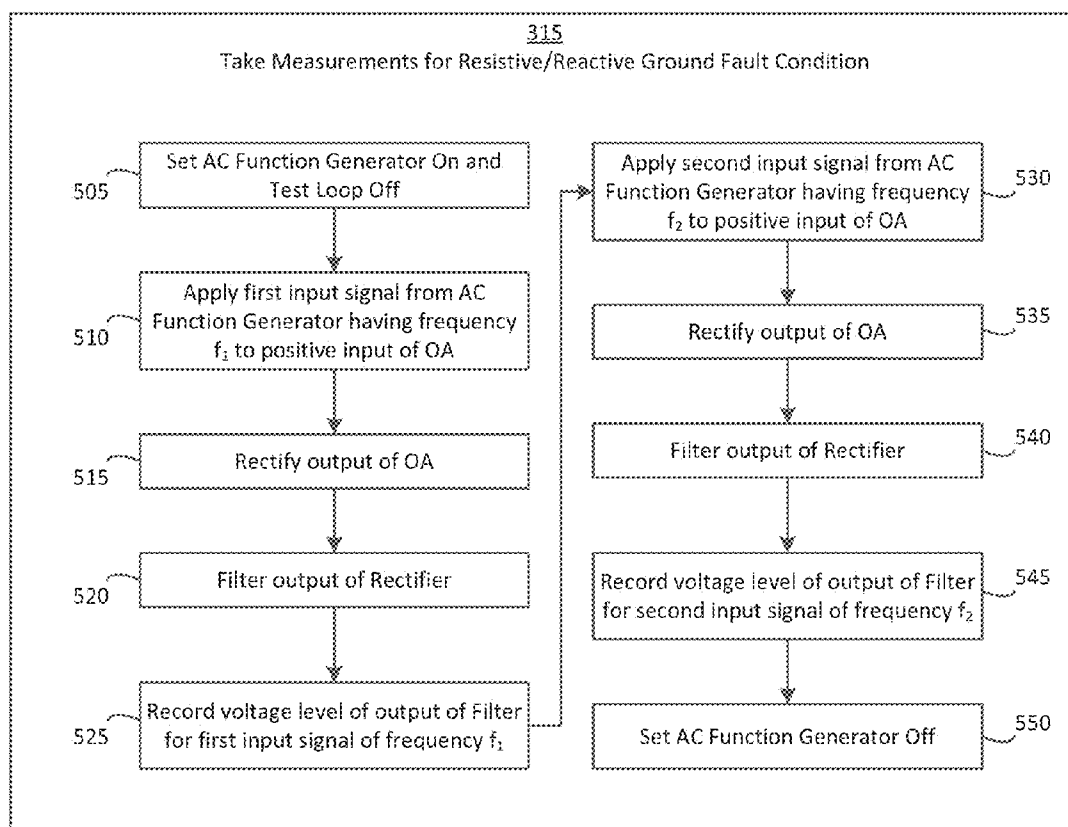 315
Take Measurements for Resistive/Reactive Ground Fault Condition
505
Set AC Function Generator On and
Test Loop Off
510
Apply first input signal from AC
Function Generator having frequency
f₁ to positive input of OA
515
Rectify output of OA
520
Filter output of Rectifier
525
Record voltage level of output of Filter
for first input signal of frequency f₁
Apply second input signal from AC
Function Generator having frequency
f₂ to positive input of OA
530
Rectify output of OA
535
Filter output of Rectifier
540
Record voltage level of output of Filter
for second input signal of frequency f₂
545
Set AC Function Generator Off
550